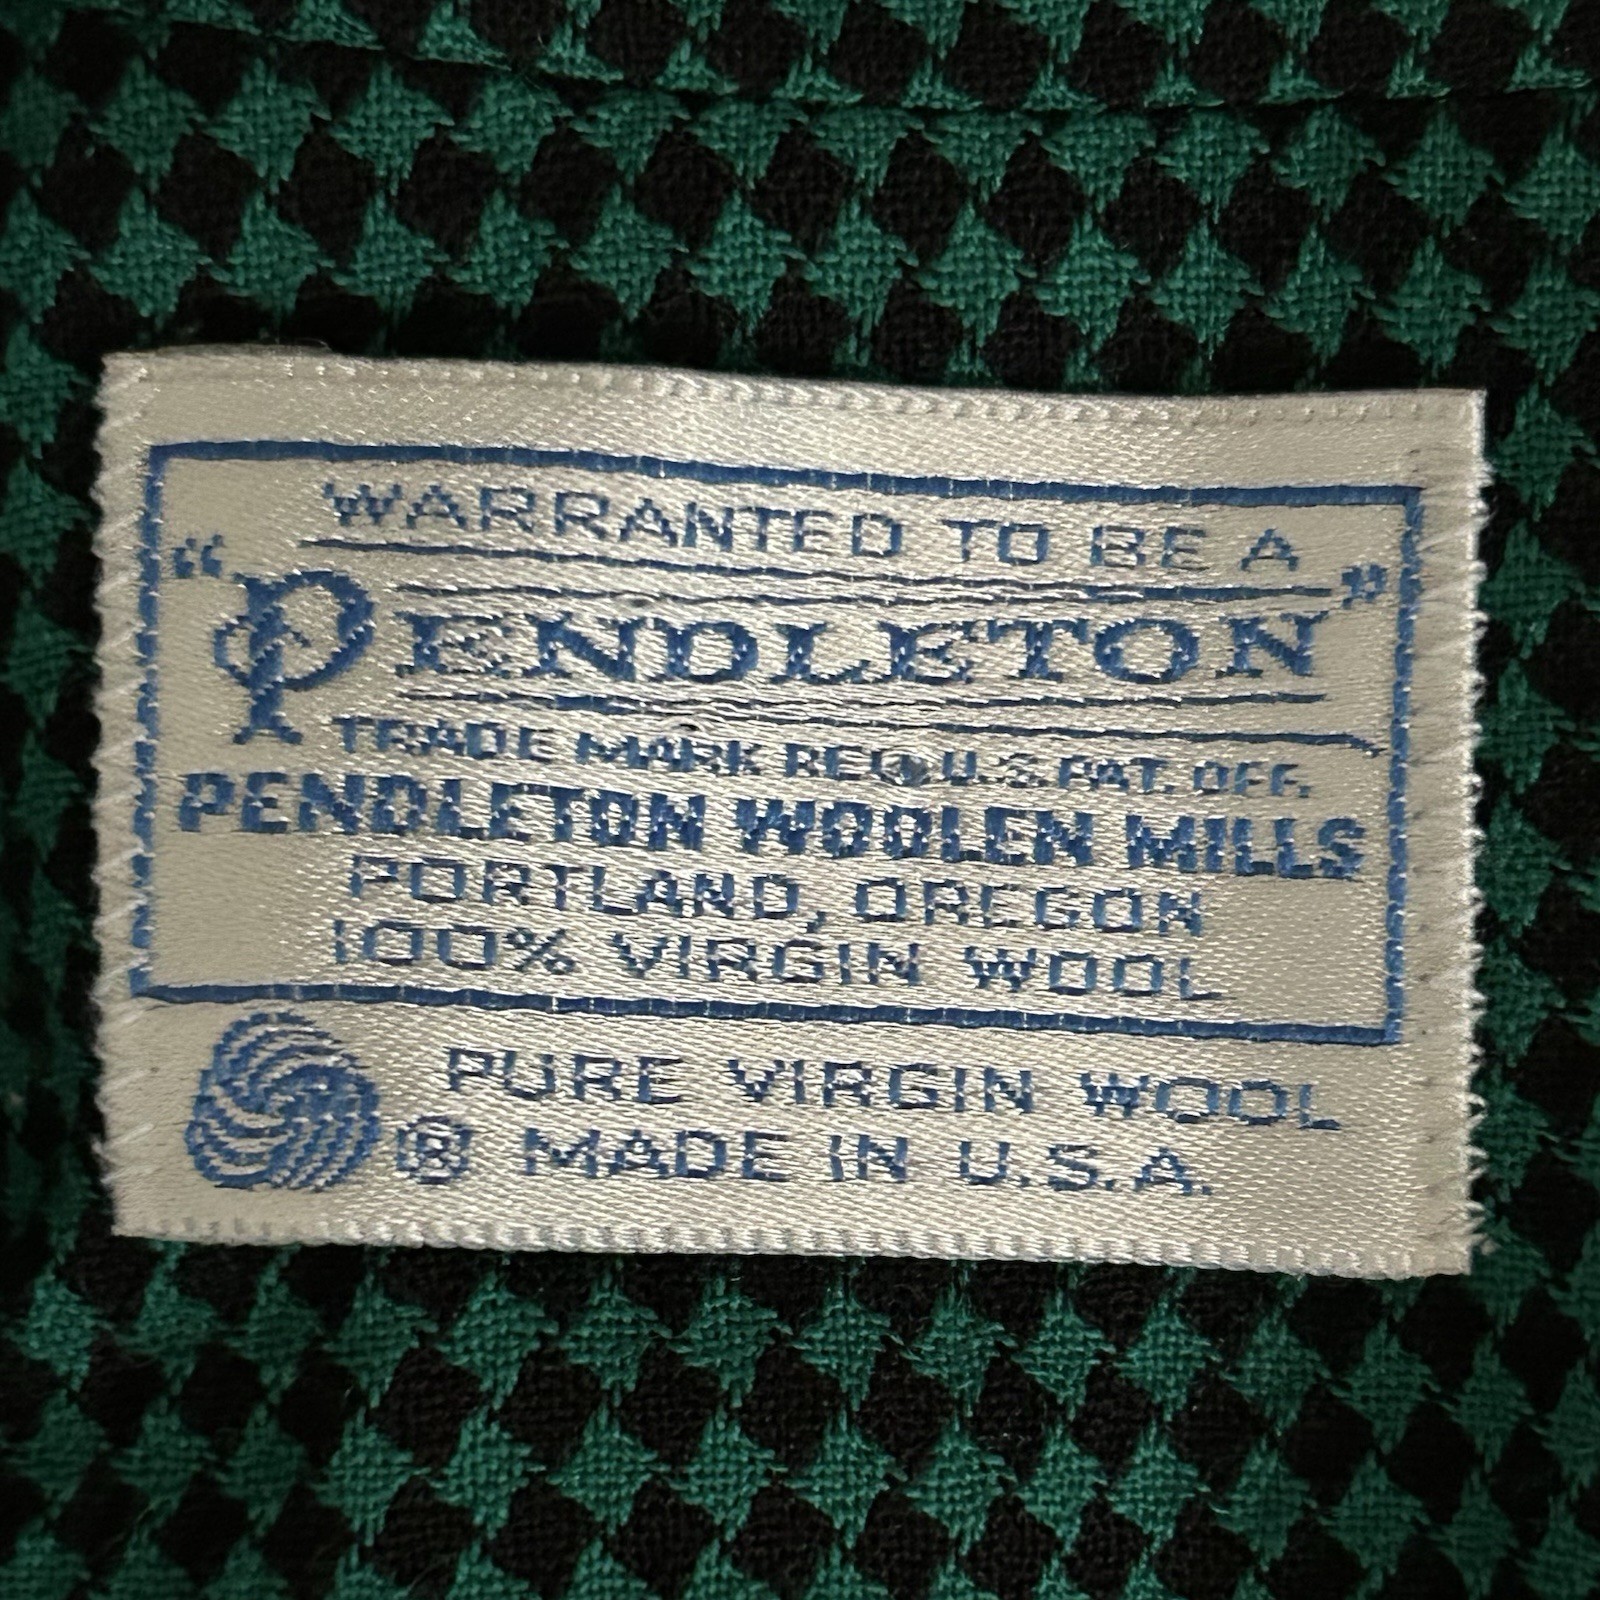 WARRANTED TO BE A
"PENDLETON"
TRADE MARK REG. U.S. PAT. OFF.
PENDLETON WOOLEN MILLS
PORTLAND, OREGON
100% VIRGIN WOOL
PURE VIRGIN WOOL
® MADE IN U.S.A.